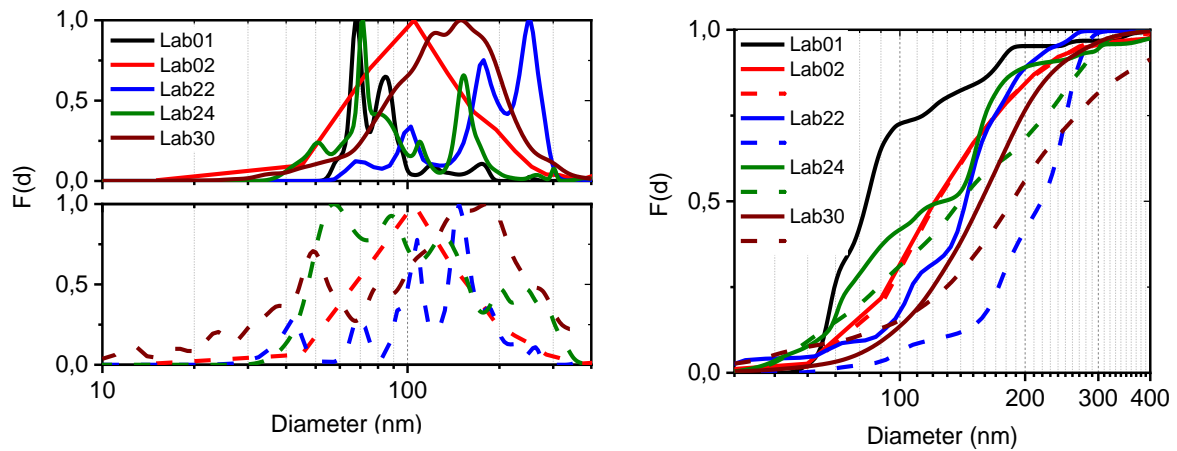 1,0
Lab01
Lab02
Lab22
Lab24
Lab30
0,5
0,0
F(d)
1,0
0,5
0,0
10
100
Diameter (nm)
1,0
Lab01
Lab02
Lab22
Lab24
Lab30
0,5
0,0
F(d)
100
200
300
400
Diameter (nm)